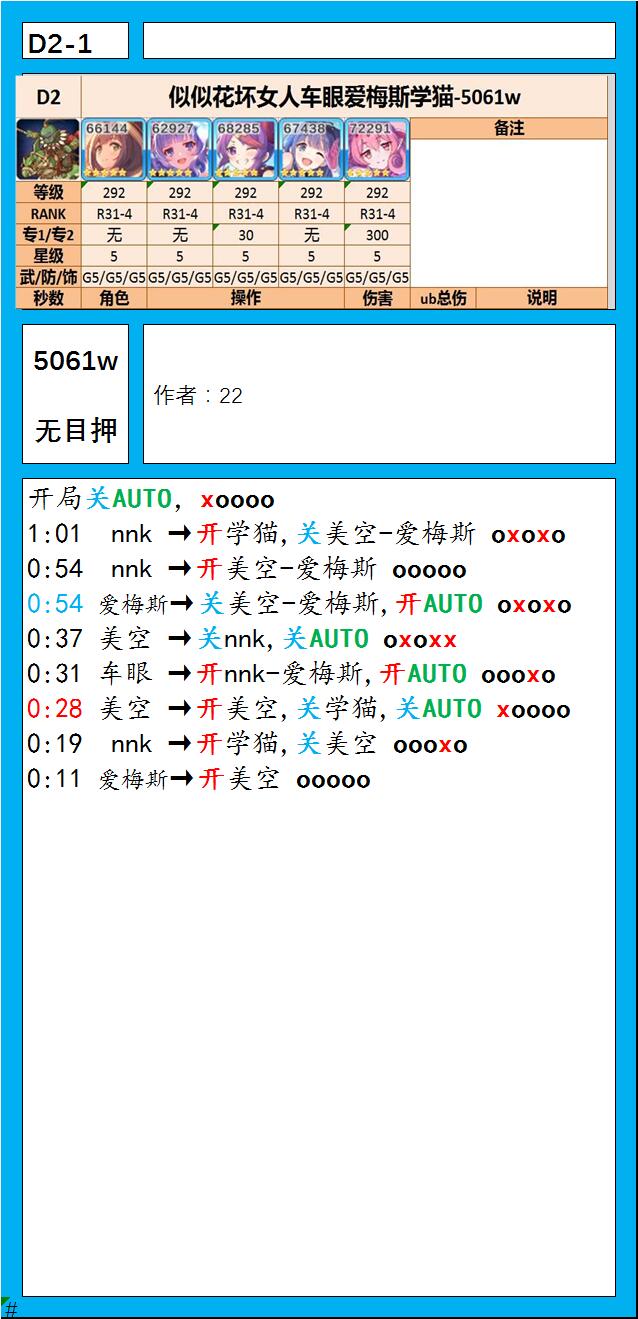 D2-1
D2 似似花坏女人车眼爱梅斯学猫-5061w
66144 62927 68285 67438 72291 备注
等级 292 292 292 292 292
RANK R31-4 R31-4 R31-4 R31-4 R31-4
专1/专2 无 无 30 无 300
星级 5 5 5 5 5
武/防/饰 G5/G5/G5 G5/G5/G5 G5/G5/G5 G5/G5/G5 G5/G5/G5
秒数 角色 操作 伤害 ub总伤 说明
5061w
无目押
作者：22
开局关AUTO, xoooo
1:01 nnk →开学猫,关美空-爱梅斯 oxoxo
0:54 nnk →开美空-爱梅斯 ooooo
0:54 爱梅斯→关美空-爱梅斯,开AUTO oxoxo
0:37 美空 →关nnk,关AUTO oxoxx
0:31 车眼 →开nnk-爱梅斯,开AUTO oooxo
0:28 美空 →开美空,关学猫,关AUTO xoooo
0:19 nnk →开学猫,关美空 oooxo
0:11 爱梅斯→开美空 ooooo
#